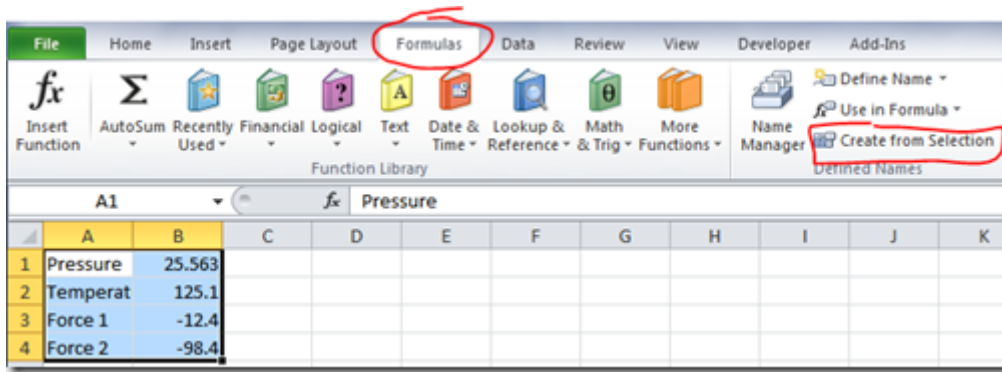 File Home Insert Page Layout Formulas Data Review View Developer Add-Ins
fx Σ ? A θ Define Name
fx Use in Formula
Insert Function AutoSum Recently Used Financial Logical Text Date & Time Lookup & Reference Math & Trig More Functions Name Manager Create from Selection
Function Library Defined Names
A1 fx Pressure
A B C D E F G H I J K
1 Pressure 25.563
2 Temperat 125.1
3 Force 1 -12.4
4 Force 2 -98.4